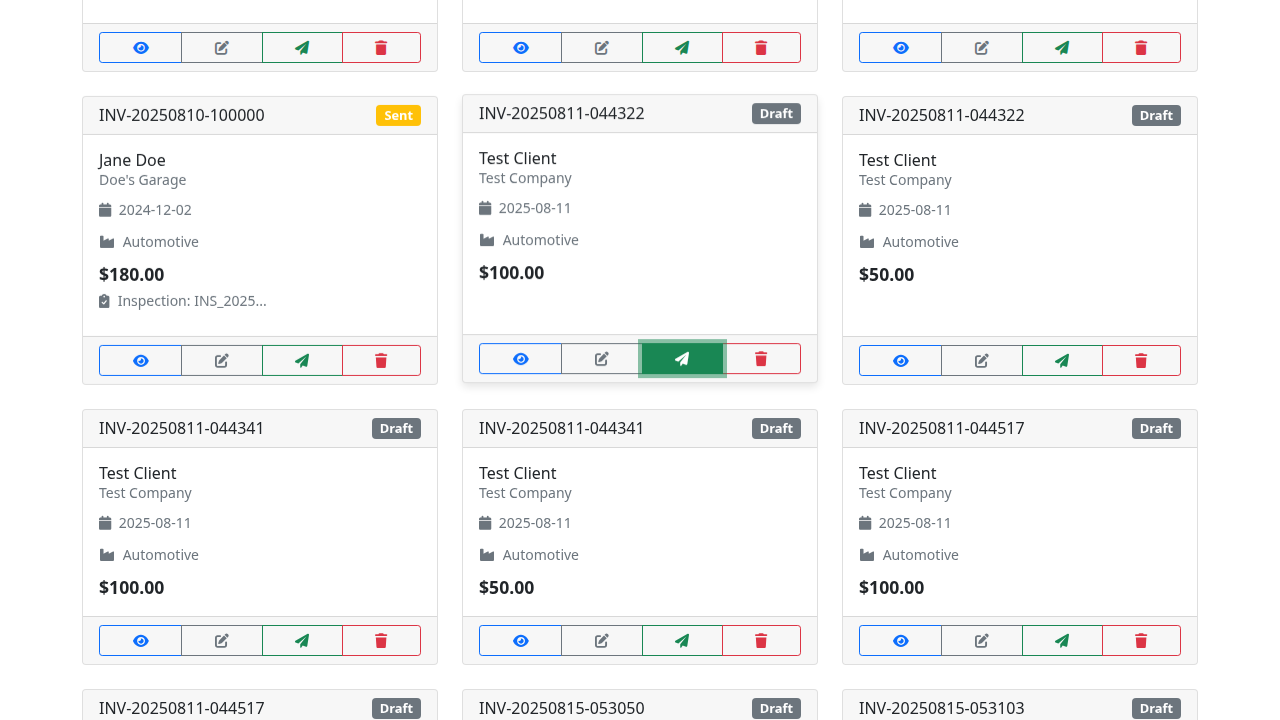 INV-20250810-100000 Sent
Jane Doe
Doe's Garage
2024-12-02
Automotive
$180.00
Inspection: INS_2025...
INV-20250811-044322 Draft
Test Client
Test Company
2025-08-11
Automotive
$100.00
INV-20250811-044322 Draft
Test Client
Test Company
2025-08-11
Automotive
$50.00
INV-20250811-044341 Draft
Test Client
Test Company
2025-08-11
Automotive
$100.00
INV-20250811-044341 Draft
Test Client
Test Company
2025-08-11
Automotive
$50.00
INV-20250811-044517 Draft
Test Client
Test Company
2025-08-11
Automotive
$100.00
INV-20250811-044517 Draft
INV-20250815-053050 Draft
INV-20250815-053103 Draft